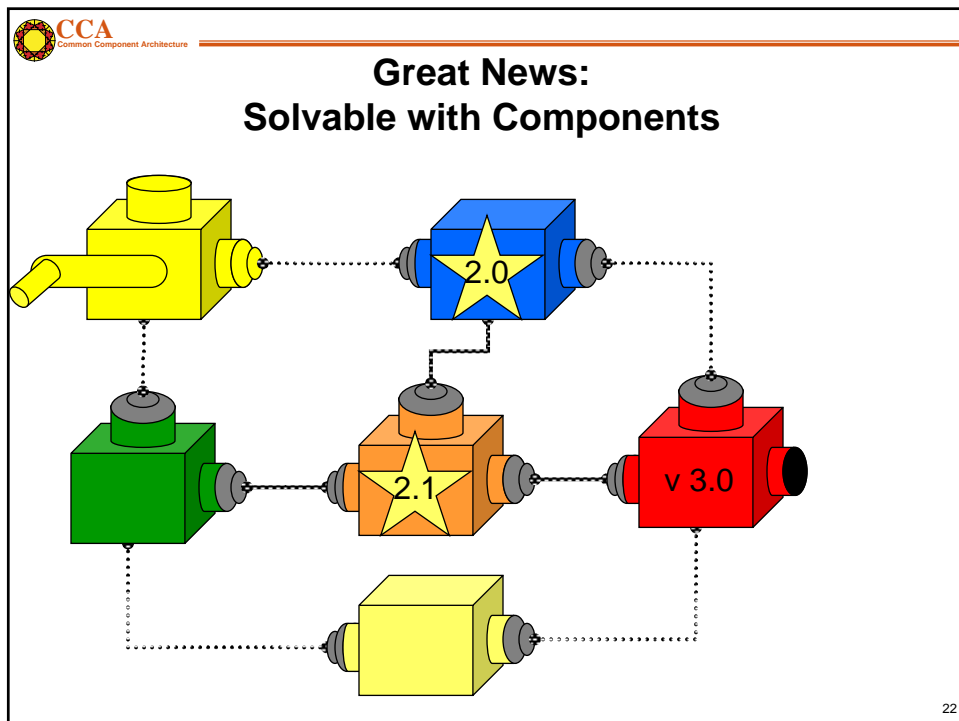 CCA
Common Component Architecture
Great News:
Solvable with Components
2.0
2.1
v 3.0
22